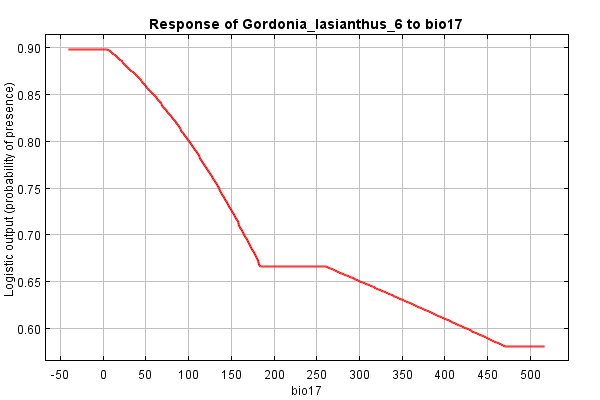 Response of Gordonia_lasianthus_6 to bio17
Logistic output (probability of presence)
0.90
0.85
0.80
0.75
0.70
0.65
0.60
-50 0 50 100 150 200 250 300 350 400 450 500
bio17